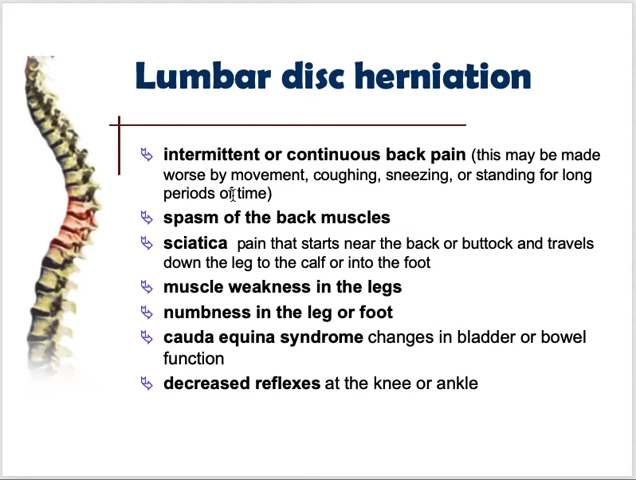 Lumbar disc herniation
intermittent or continuous back pain (this may be made
worse by movement, coughing, sneezing, or standing for long
periods of time)
spasm of the back muscles
sciatica pain that starts near the back or buttock and travels
down the leg to the calf or into the foot
muscle weakness in the legs
numbness in the leg or foot
cauda equina syndrome changes in bladder or bowel
function
decreased reflexes at the knee or ankle